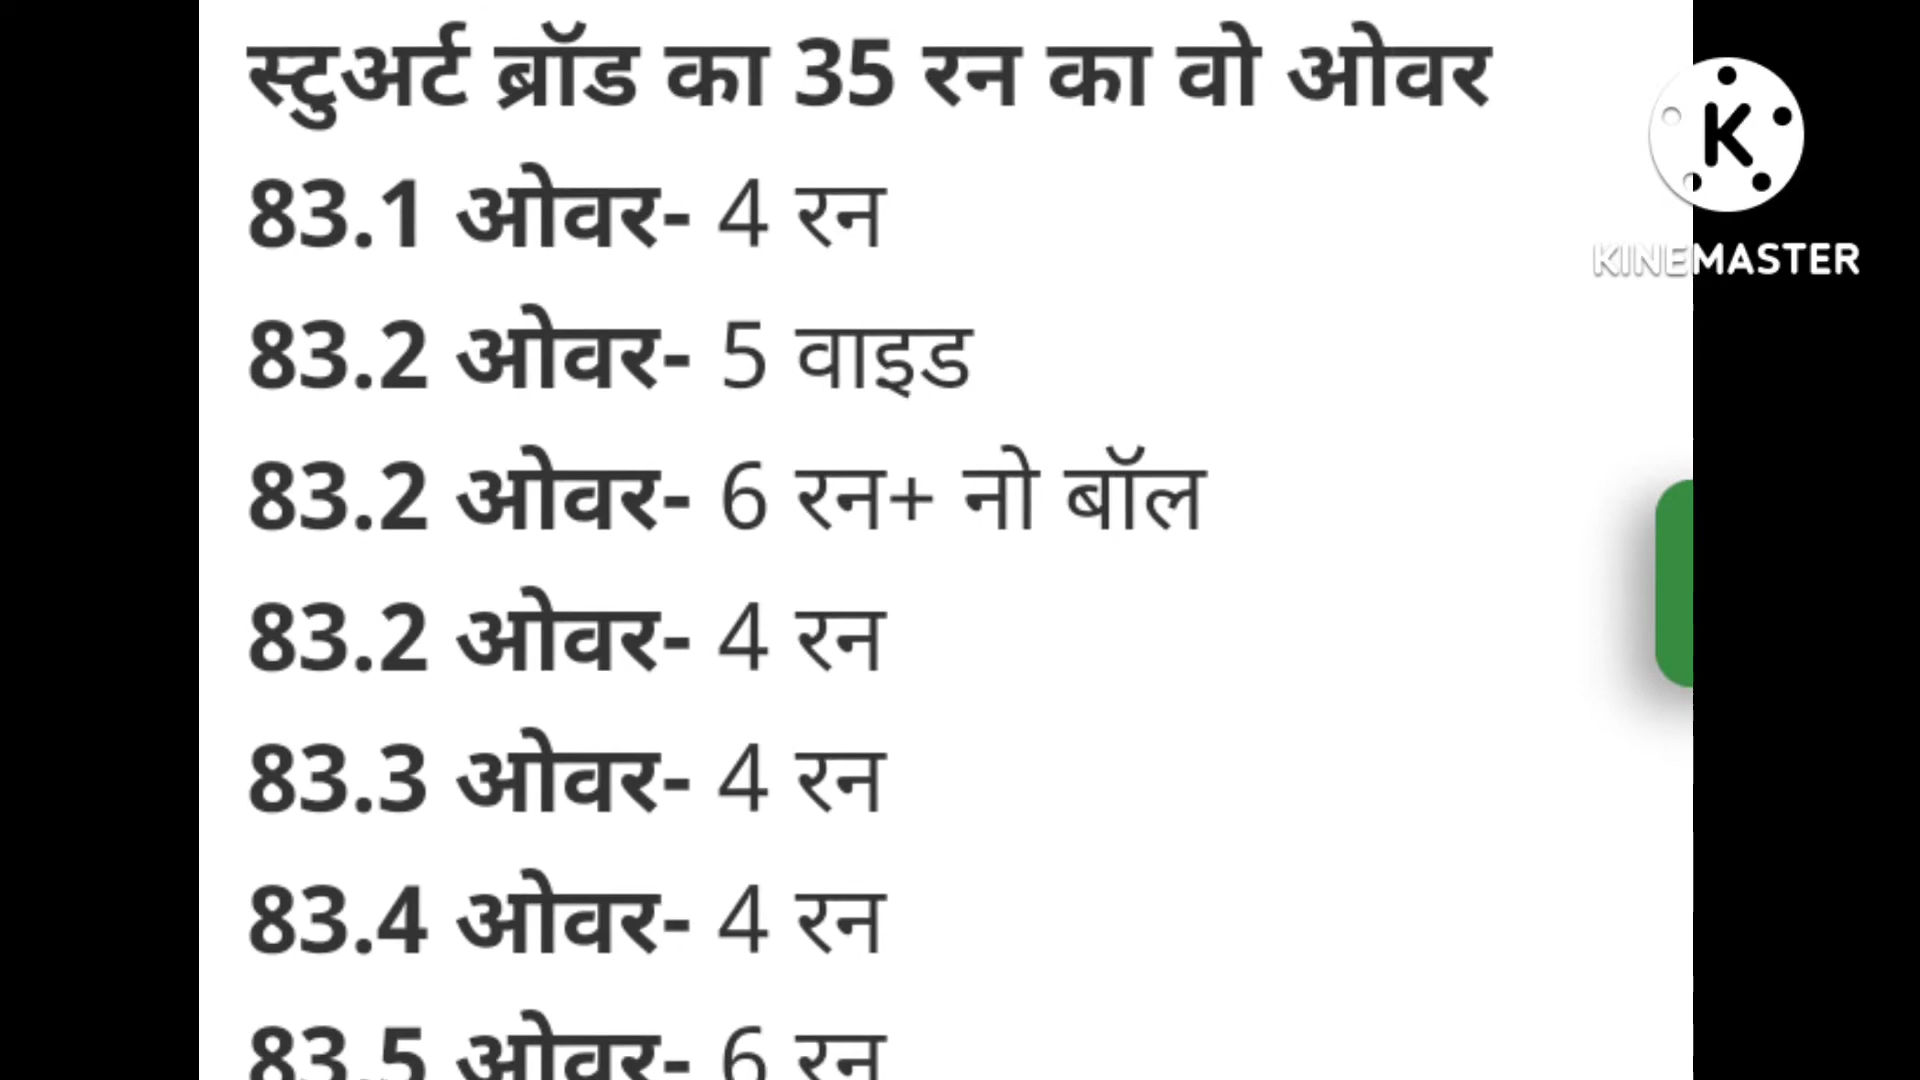 स्टुअर्ट ब्रॉड का 35 रन का वो ओवर
83.1 ओवर- 4 रन
83.2 ओवर- 5 वाइड
83.2 ओवर- 6 रन+ नो बॉल
83.2 ओवर- 4 रन
83.3 ओवर- 4 रन
83.4 ओवर- 4 रन
83.5 ओवर- 6 रन
K
KINEMASTER